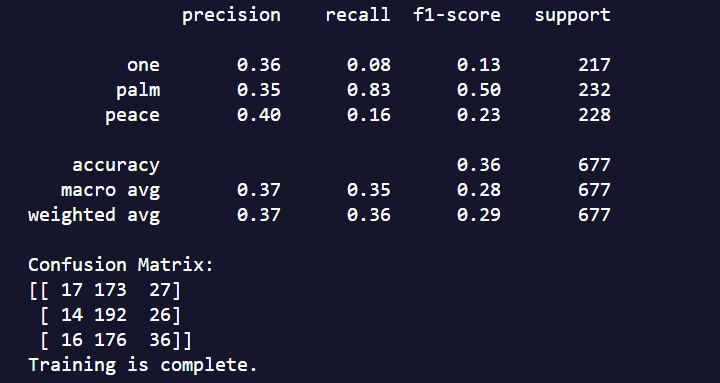 precision recall f1-score support
one 0.36 0.08 0.13 217
palm 0.35 0.83 0.50 232
peace 0.40 0.16 0.23 228
accuracy 0.36 677
macro avg 0.37 0.35 0.28 677
weighted avg 0.37 0.36 0.29 677
Confusion Matrix:
[[ 17 173 27]
[ 14 192 26]
[ 16 176 36]]
Training is complete.